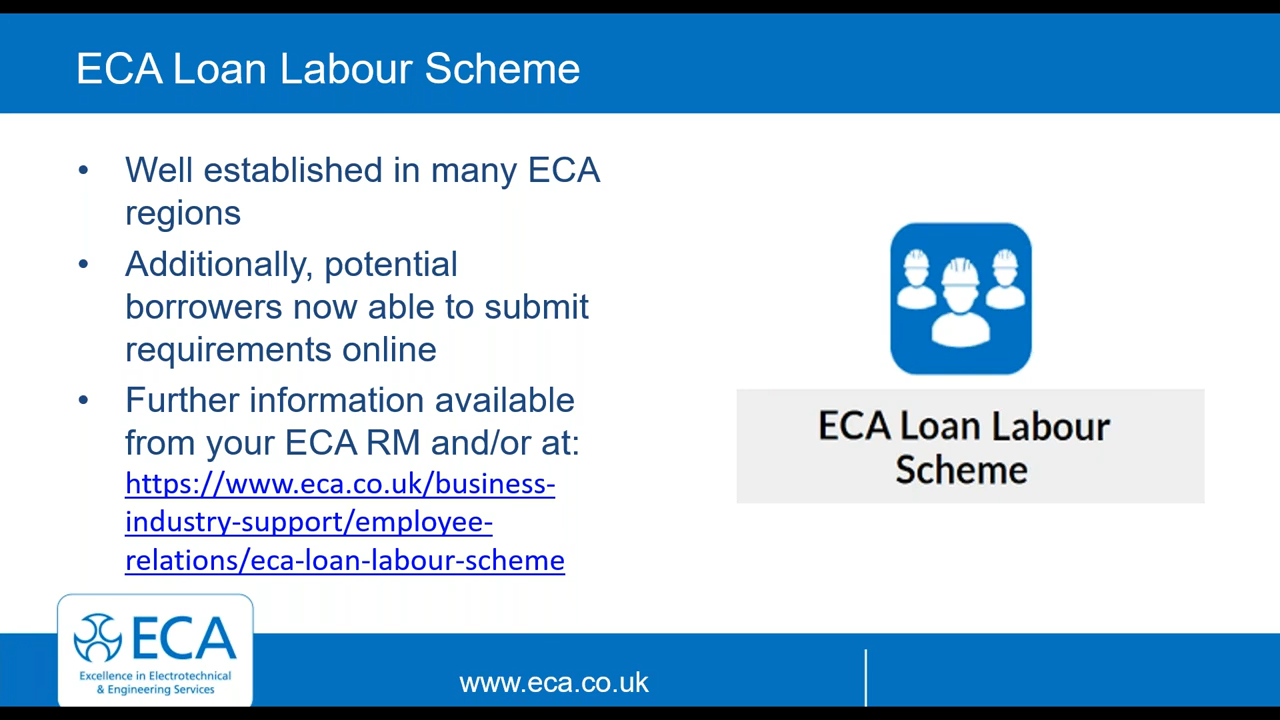 ECA Loan Labour Scheme
• Well established in many ECA
regions
• Additionally, potential
borrowers now able to submit
requirements online
• Further information available
from your ECA RM and/or at:
https://www.eca.co.uk/business-
industry-support/employee-
relations/eca-loan-labour-scheme
ECA Loan Labour
Scheme
ECA
Excellence in Electrotechnical
& Engineering Services
www.eca.co.uk